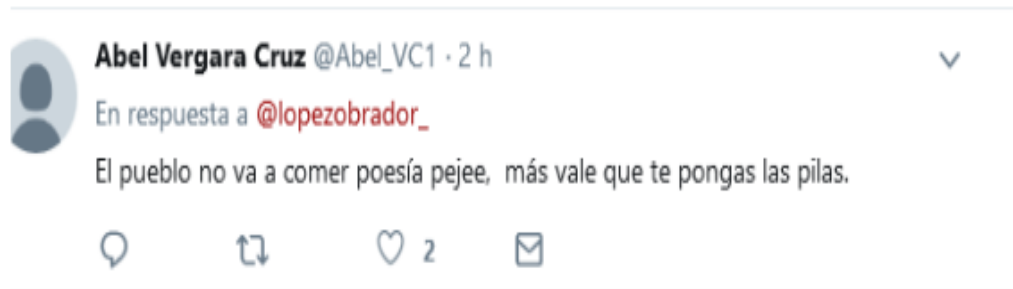 Abel Vergara Cruz @Abel_VC1 · 2 h
En respuesta a @lopezobrador_
El pueblo no va a comer poesía pejee, más vale que te pongas las pilas.
2